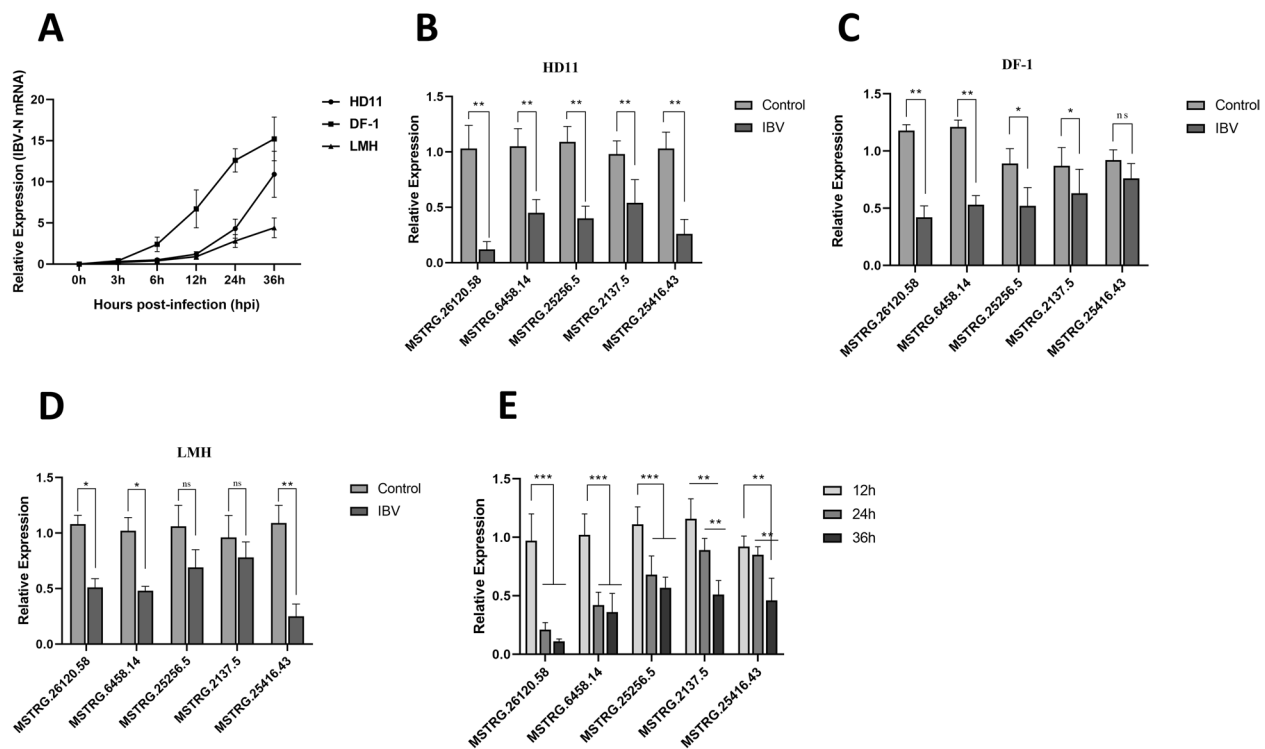 A
Relative Expression (IBV-N mRNA)
20
15
10
5
0
0h 3h 6h 12h 24h 36h
Hours post-infection (hpi)
HD11
DF-1
LMH
B
HD11
Relative Expression
1.5
1.0
0.5
0.0
** ** ** ** **
MSTRG.26120.58
MSTRG.6458.14
MSTRG.25256.5
MSTRG.2137.5
MSTRG.25416.43
Control
IBV
C
DF-1
Relative Expression
1.5
1.0
0.5
0.0
** ** * * ns
MSTRG.26120.58
MSTRG.6458.14
MSTRG.25256.5
MSTRG.2137.5
MSTRG.25416.43
Control
IBV
D
LMH
Relative Expression
1.5
1.0
0.5
0.0
* * ns ns **
MSTRG.26120.58
MSTRG.6458.14
MSTRG.25256.5
MSTRG.2137.5
MSTRG.25416.43
Control
IBV
E
Relative Expression
1.5
1.0
0.5
0.0
*** *** *** ** **
** **
MSTRG.26120.58
MSTRG.6458.14
MSTRG.25256.5
MSTRG.2137.5
MSTRG.25416.43
12h
24h
36h